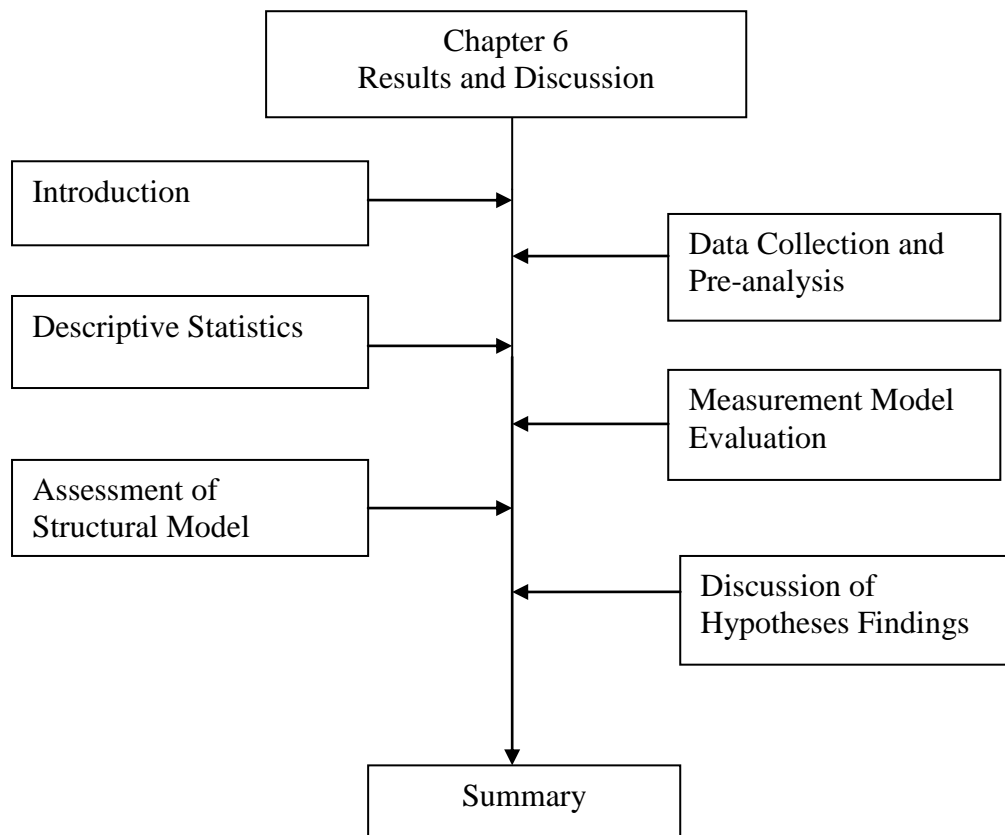 Chapter 6
Results and Discussion
Introduction
Data Collection and
Pre-analysis
Descriptive Statistics
Measurement Model
Evaluation
Assessment of
Structural Model
Discussion of
Hypotheses Findings
Summary